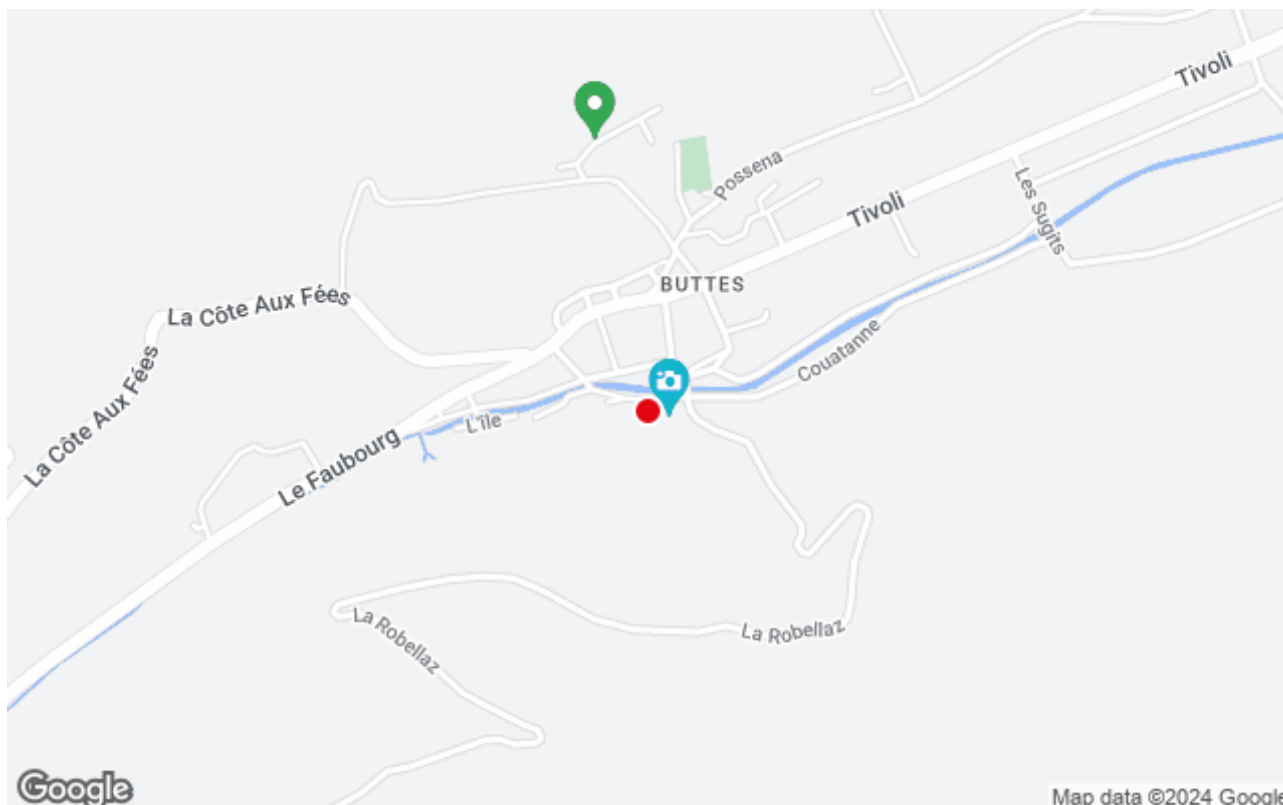 Tivoli
Possena
Tivoli
Les Sugits
BUTTES
La Côte Aux Fées
Couatanne
La Côte Aux Fées
L'île
Le Faubourg
La Robellaz
La Robellaz
Google
Map data ©2024 Google